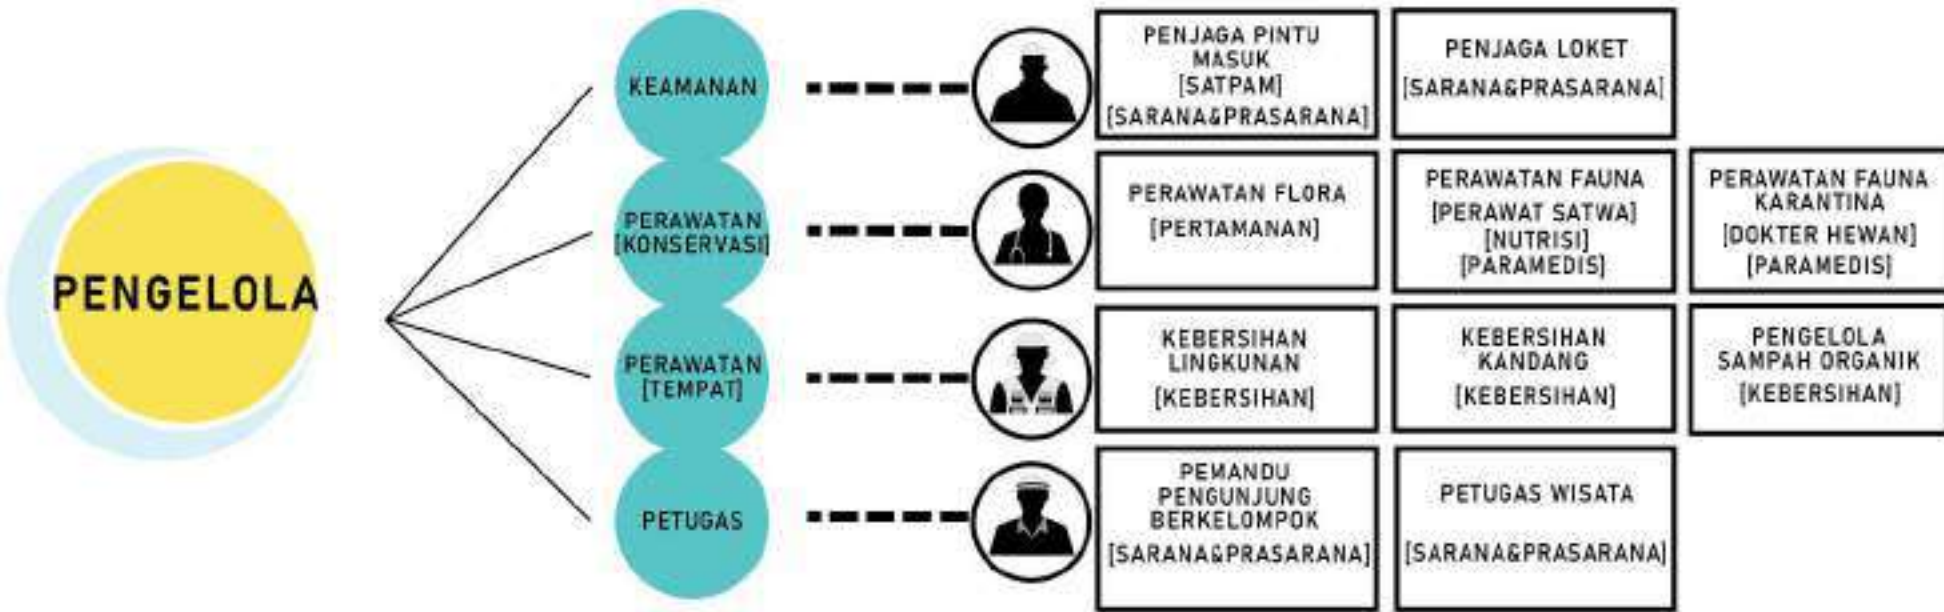 PENGELOLA
KEAMANAN
PENJAGA PINTU
MASUK
[SATPAM]
[SARANA&PRASARANA]
PENJAGA LOKET
[SARANA&PRASARANA]
PERAWATAN
[KONSERVASI]
PERAWATAN FLORA
[PERTAMANAN]
PERAWATAN FAUNA
[PERAWAT SATWA]
[NUTRISI]
[PARAMEDIS]
PERAWATAN FAUNA
KARANTINA
[DOKTER HEWAN]
[PARAMEDIS]
PERAWATAN
[TEMPAT]
KEBERSIHAN
LINGKUNAN
[KEBERSIHAN]
KEBERSIHAN
KANDANG
[KEBERSIHAN]
PENGELOLA
SAMPAH ORGANIK
[KEBERSIHAN]
PETUGAS
PEMANDU
PENGUNJUNG
BERKELOMPOK
[SARANA&PRASARANA]
PETUGAS WISATA
[SARANA&PRASARANA]